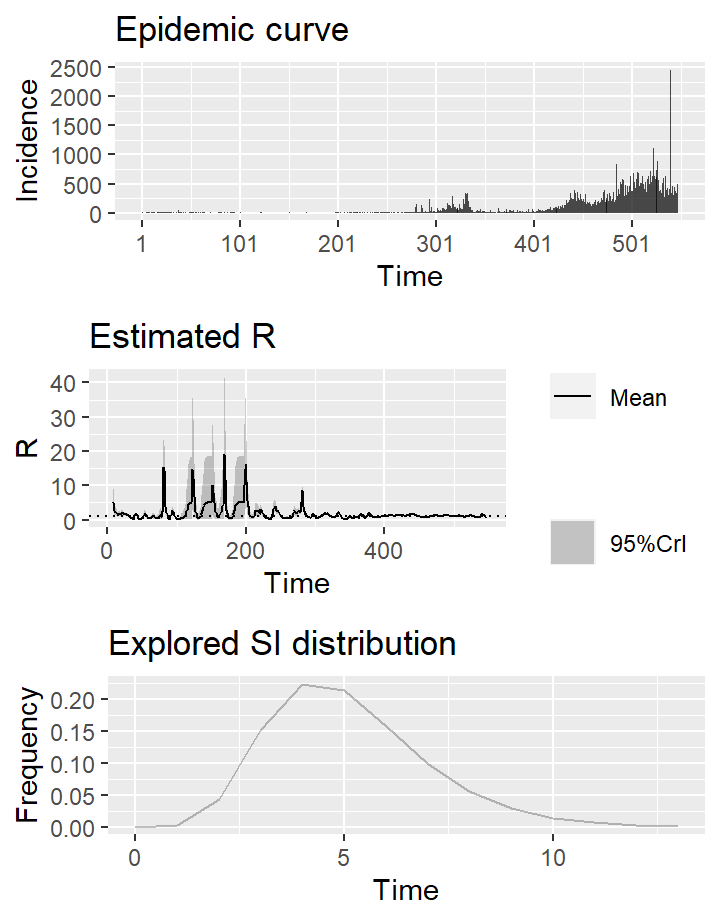 Epidemic curve
2500
2000
1500
1000
500
0
Incidence
1 101 201 301 401 501
Time
Estimated R
40
30
20
10
0
R
0 200 400
Time
Mean
95%CrI
Explored SI distribution
0.20
0.15
0.10
0.05
0.00
Frequency
0 5 10
Time